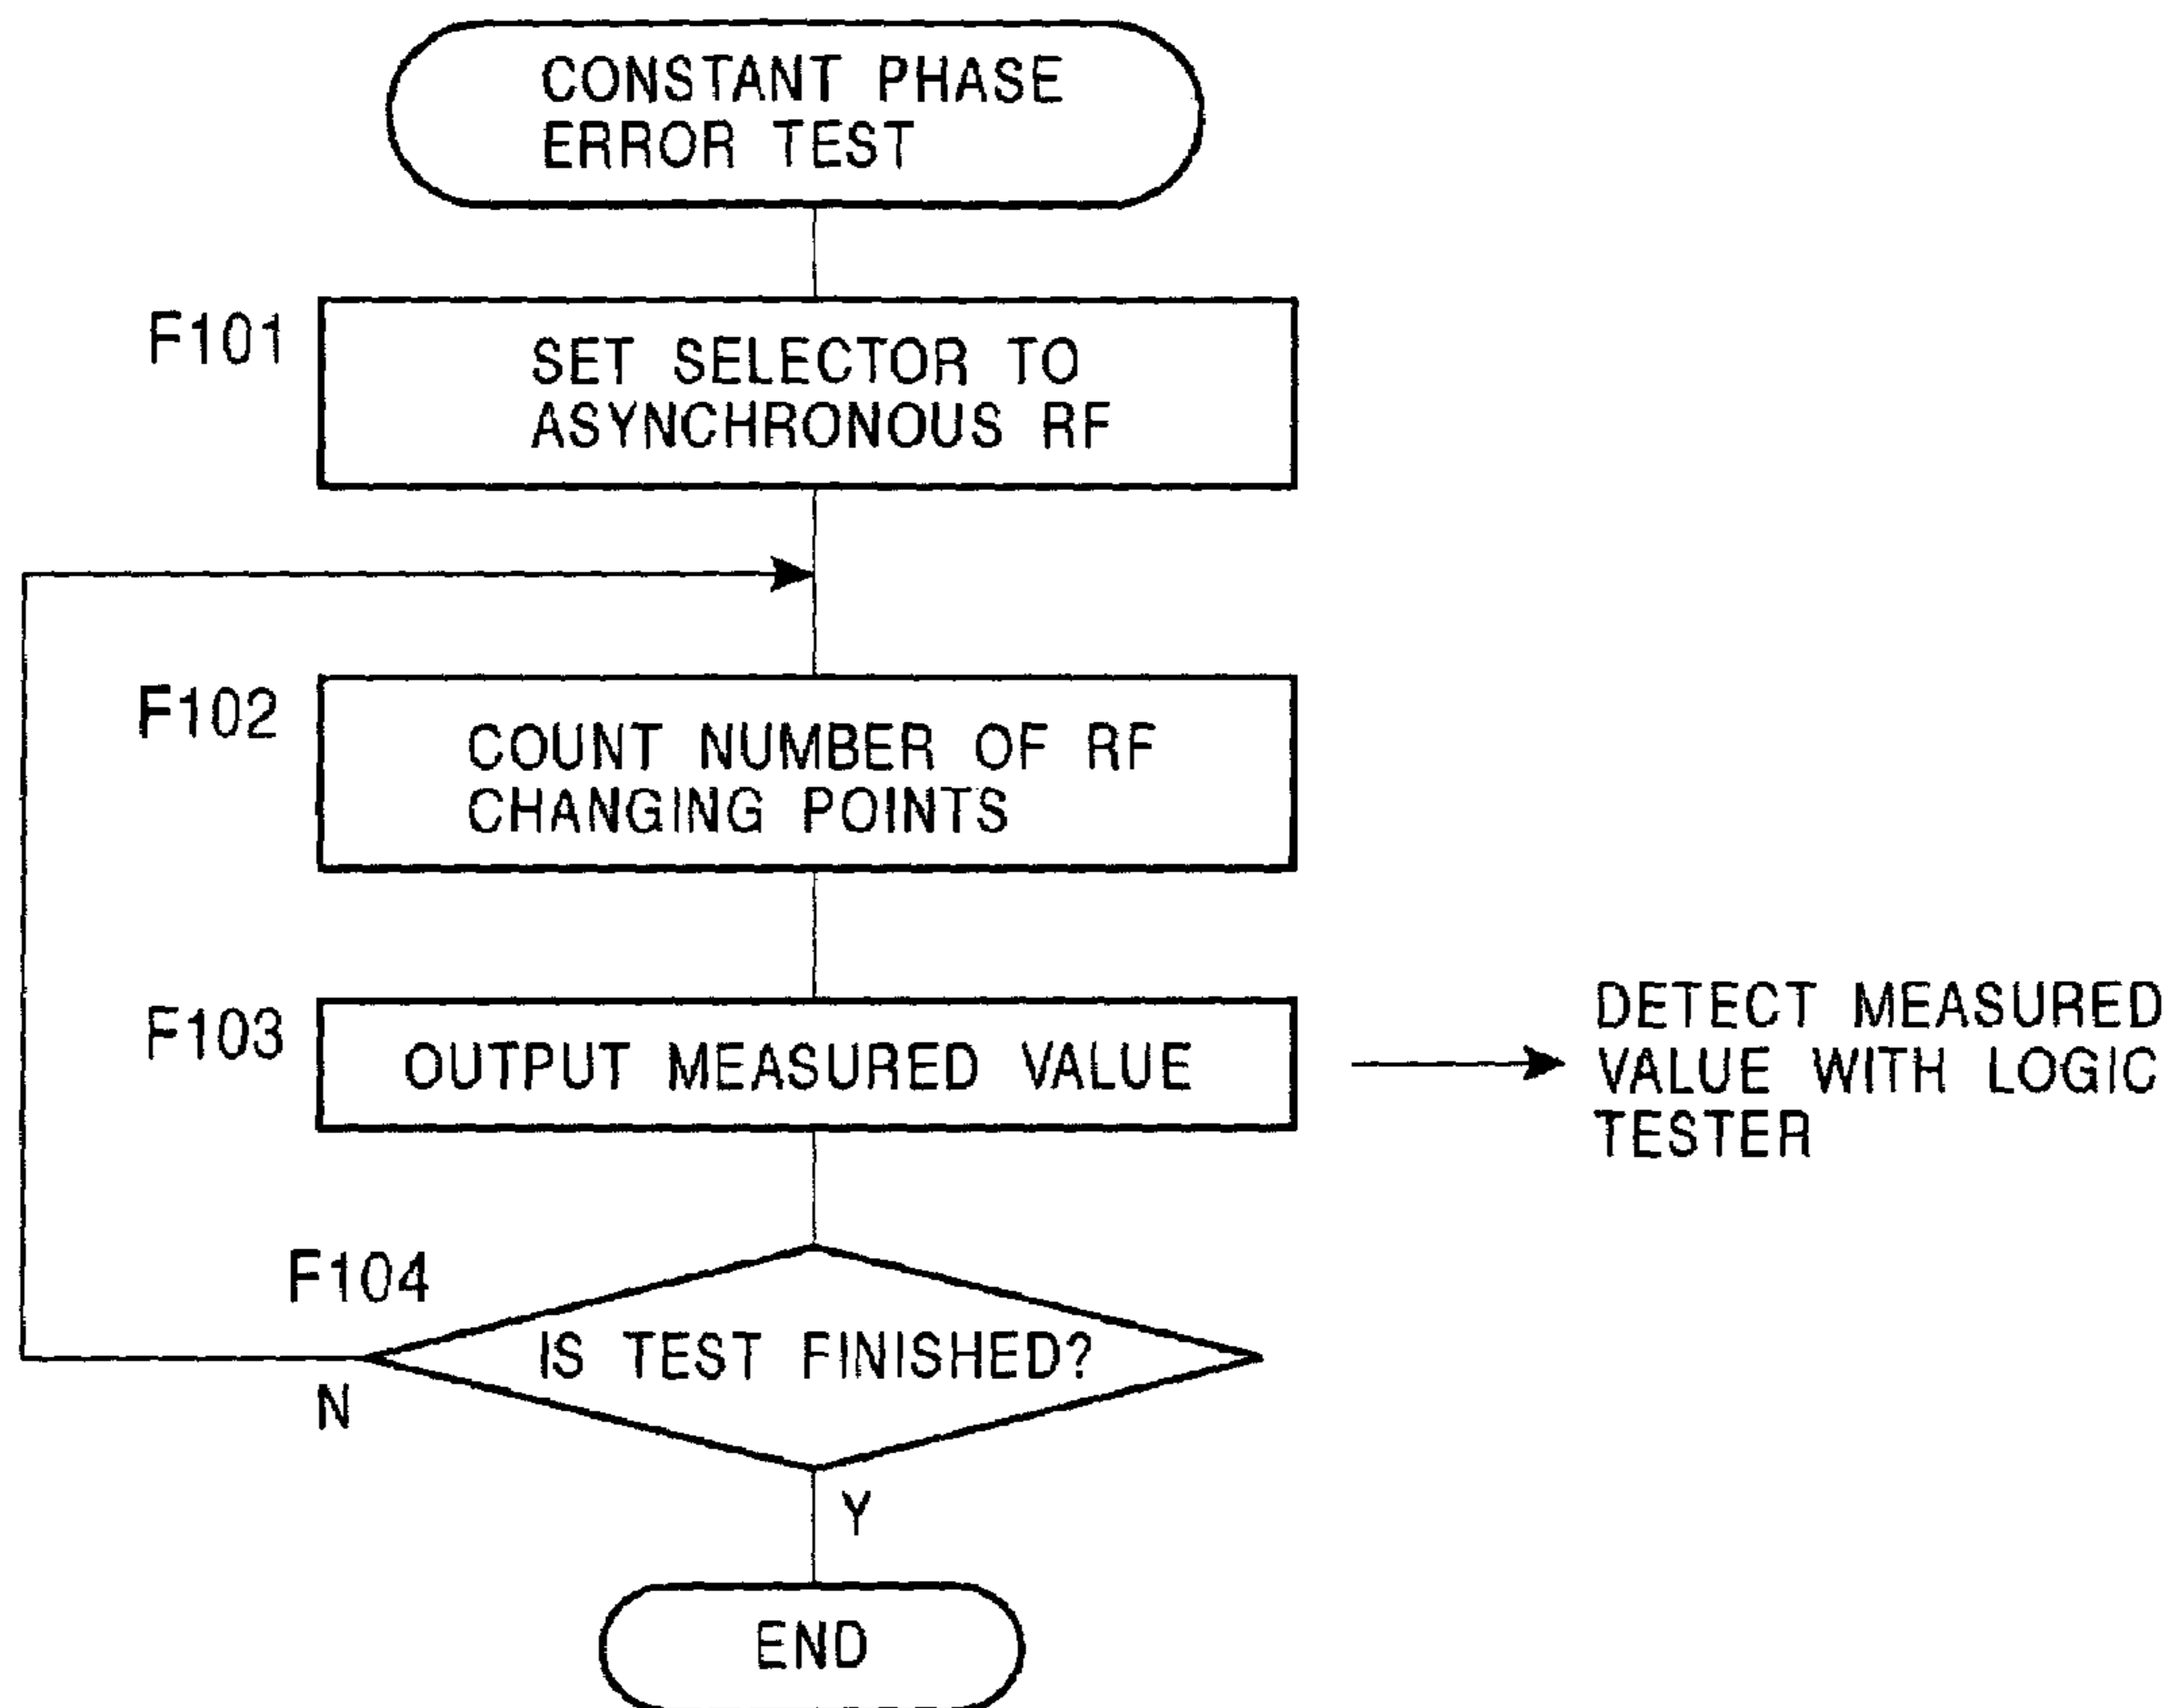 CONSTANT PHASE
ERROR TEST
F101
SET SELECTOR TO
ASYNCHRONOUS RF
F102
COUNT NUMBER OF RF
CHANGING POINTS
F103
OUTPUT MEASURED VALUE
DETECT MEASURED
VALUE WITH LOGIC
TESTER
F104
IS TEST FINISHED?
N
Y
END